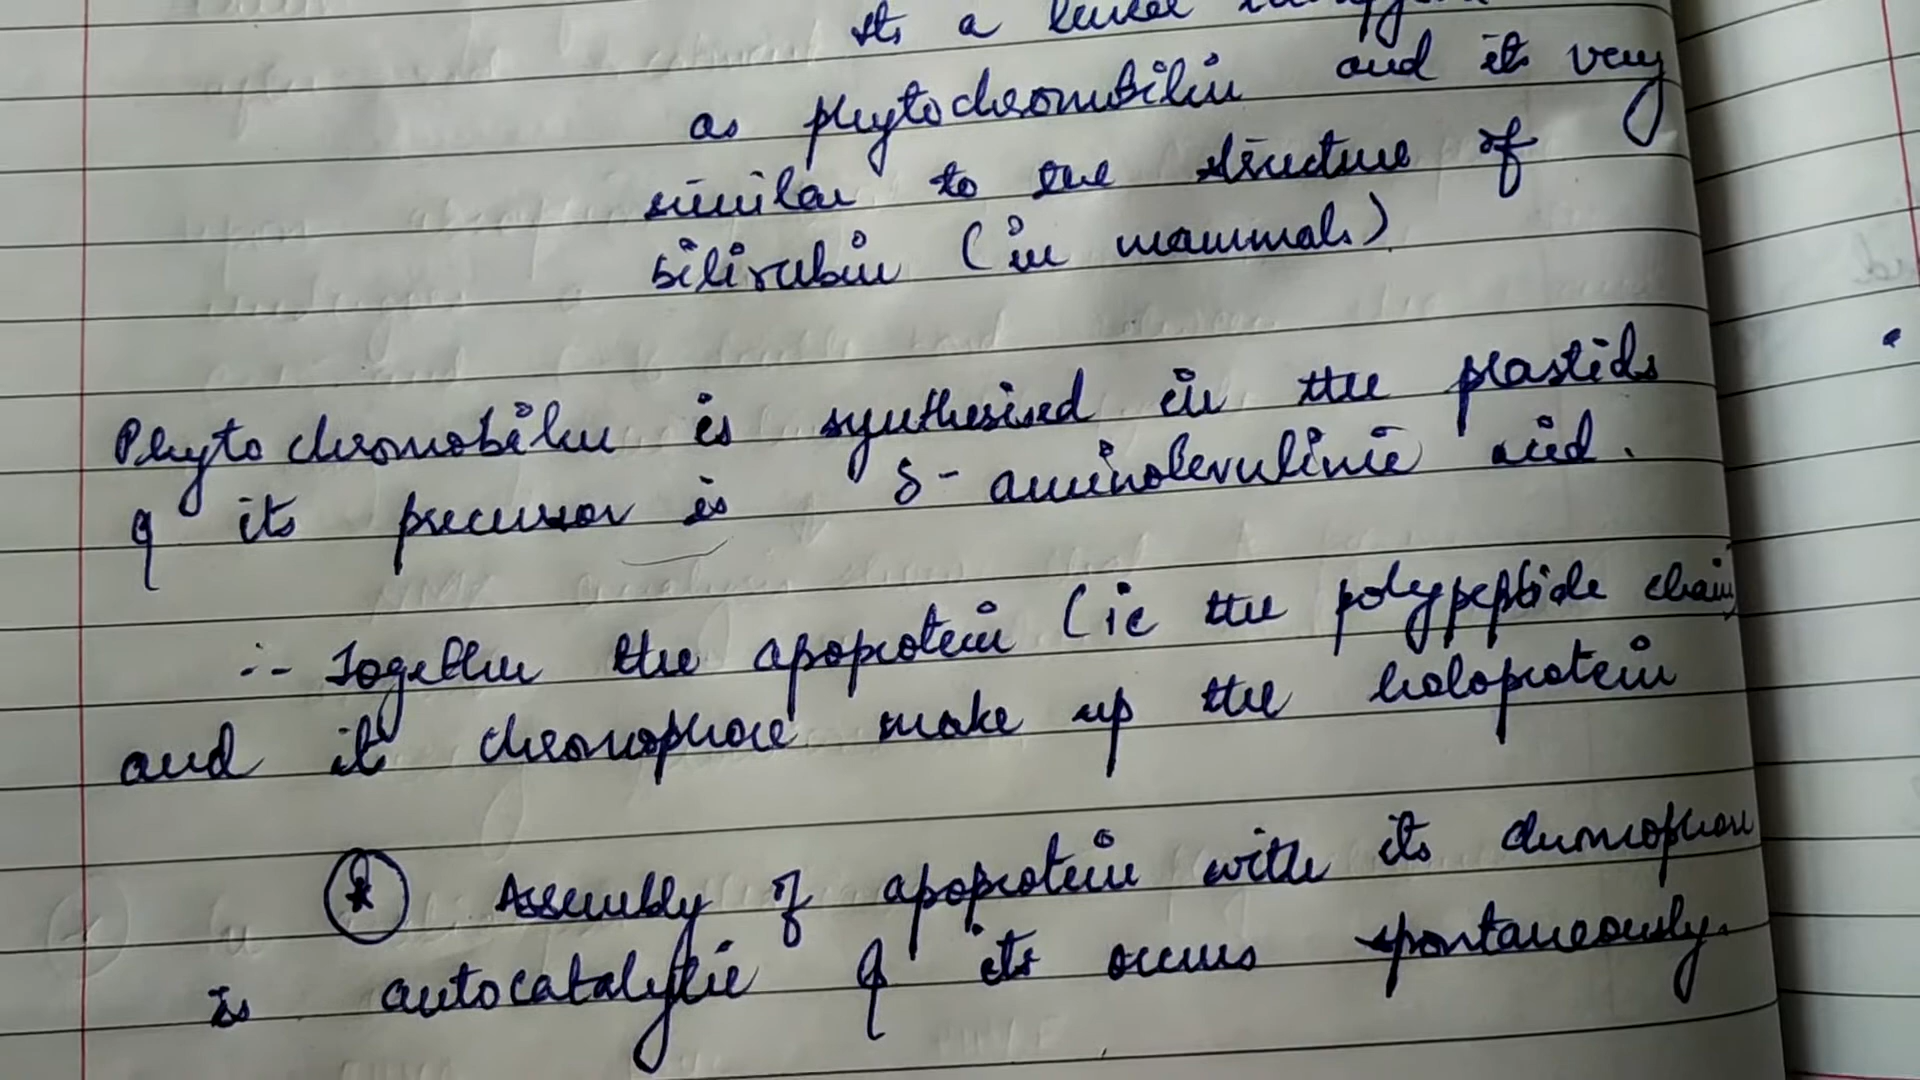 its a linear
as phytochromobilin and its very
similar to the structure of
bilirubin (in mammals)
Phytochromobilin is synthesised in the plastids
& its precursor is δ-aminolevulinic acid.
∴ Together the apoprotein (ie the polypeptide chain)
and it chromophore make up the holoprotein
* Assembly of apoprotein with its chromophore
is autocatalytic & its occurs spontaneously.